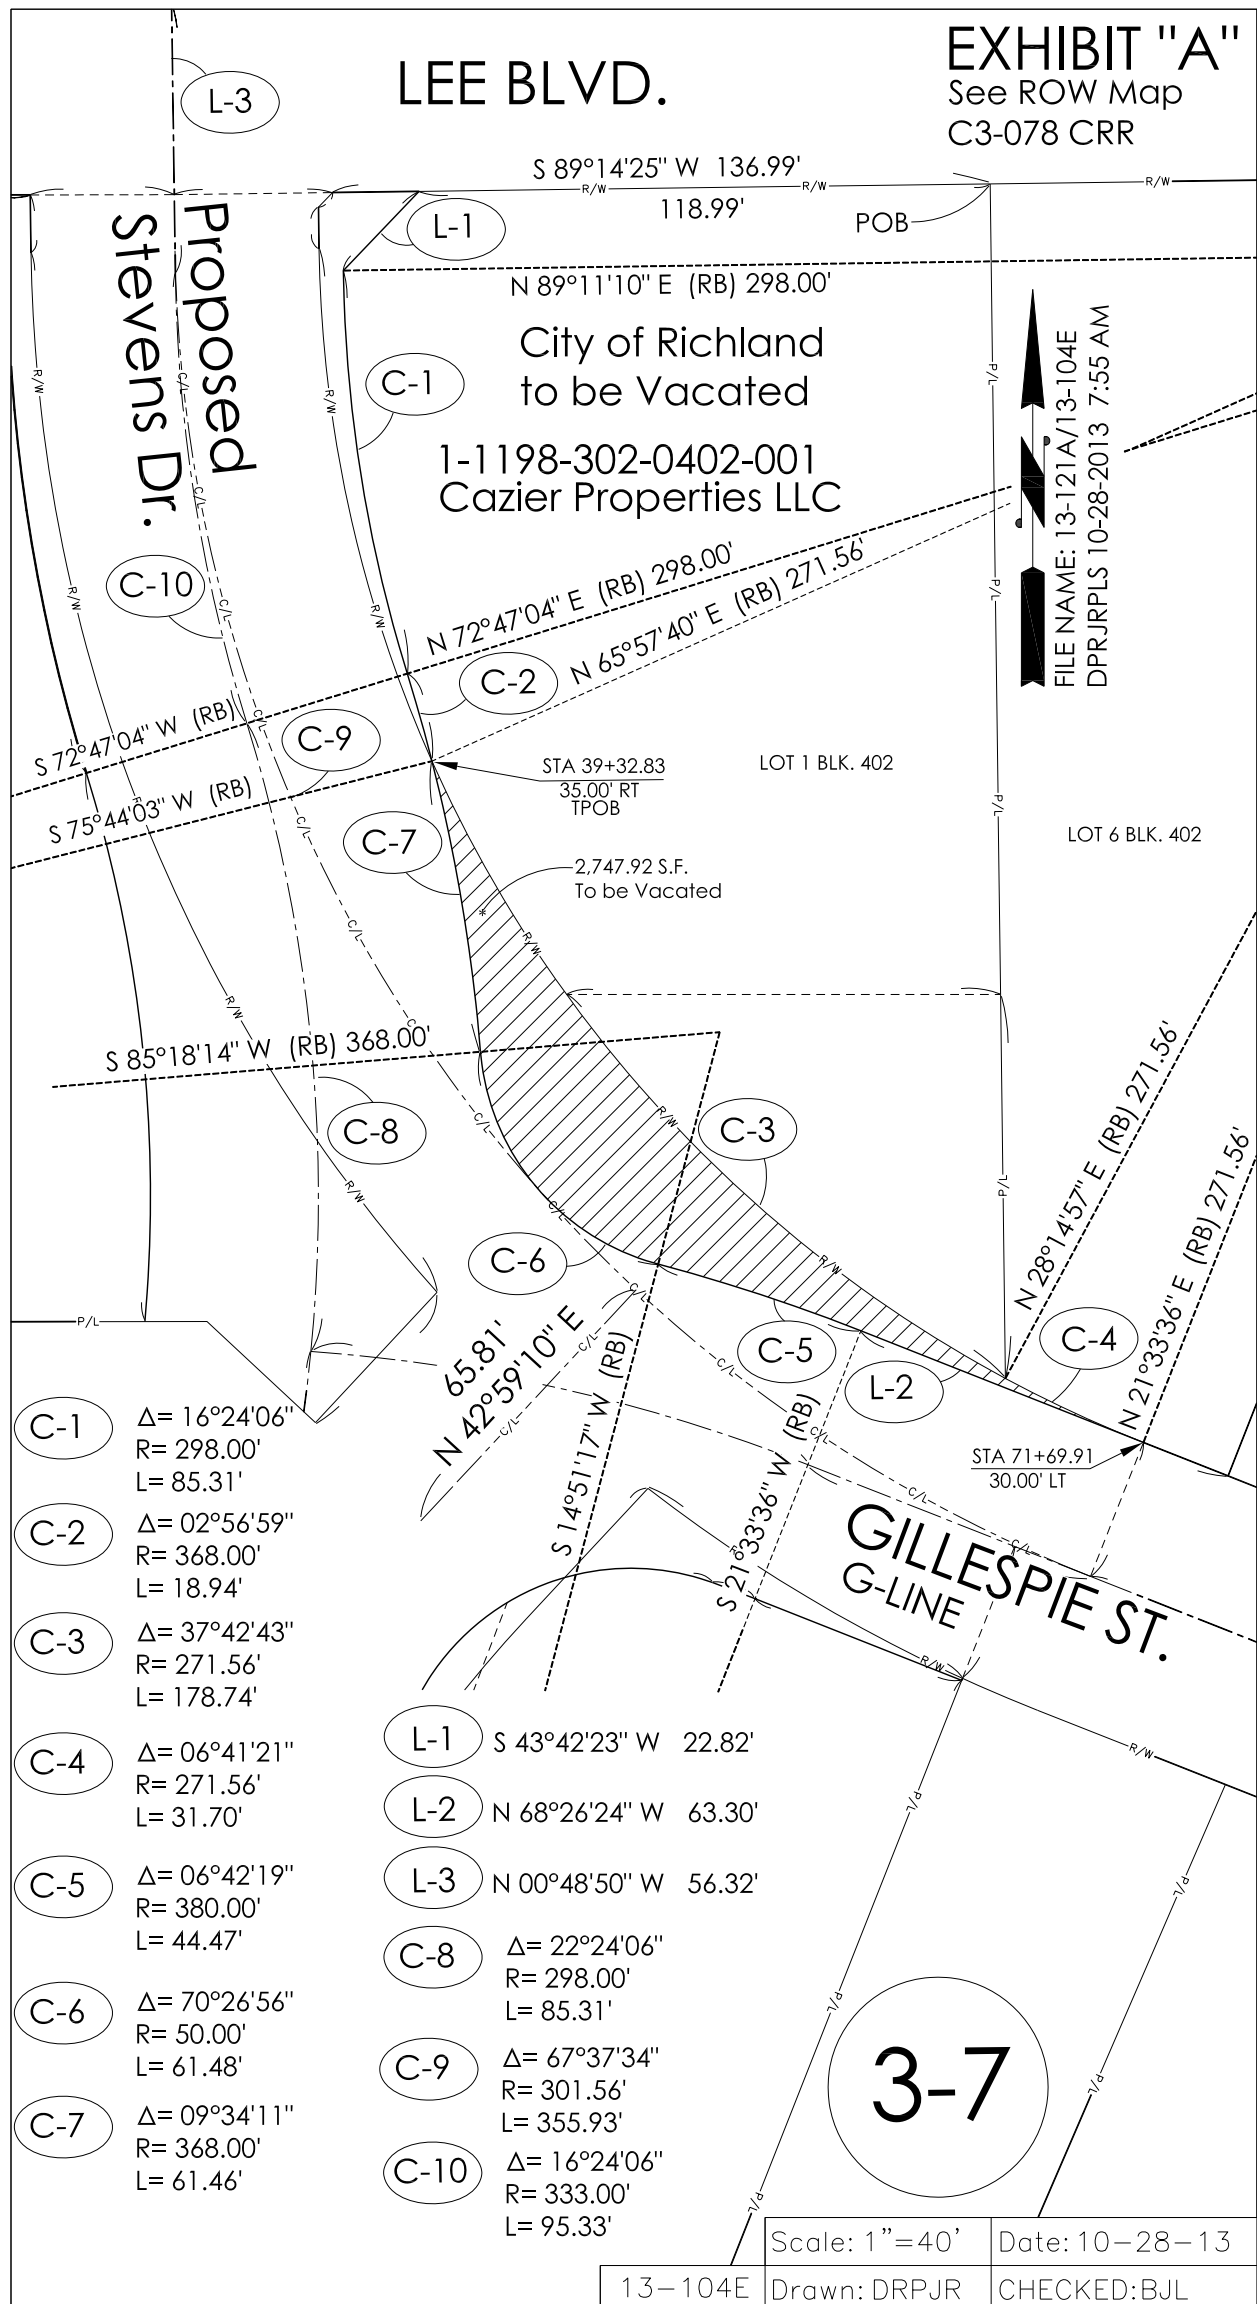 EXHIBIT "A"
See ROW Map
C3-078 CRR
LEE BLVD.
L-3
S 89°14'25" W 136.99'
R/W
R/W
R/W
118.99'
POB
L-1
N 89°11'10" E (RB) 298.00'
Proposed
Stevens Dr.
City of Richland
to be Vacated
1-1198-302-0402-001
Cazier Properties LLC
C-1
FILE NAME: 13-121A/13-104E
DPRJRPLS 10-28-2013 7:55 AM
R/W
R/W
C/L
P/L
C-10
C/L
R/W
R/W
C/L
P/L
N 72°47'04" E (RB) 298.00'
N 65°57'40" E (RB) 271.56'
C-2
S 72°47'04" W (RB)
C-9
C/L
S 75°44'03" W (RB)
STA 39+32.83
35.00' RT
TPOB
LOT 1 BLK. 402
P/L
LOT 6 BLK. 402
C/L
C-7
2,747.92 S.F.
To be Vacated
*
C/L
R/W
R/W
S 85°18'14" W (RB) 368.00'
C-8
C/L
R/W
C-3
R/W
P/L
N 28°14'57" E (RB) 271.56'
N 21°33'36" E (RB) 271.56'
C/L
C-6
R/W
C/L
P/L
65.81'
N 42°59'10" E
C/L
C-5
C/L
L-2
C-4
S 14°51'17" W (RB)
S 21°33'36" W (RB)
C/L
STA 71+69.91
30.00' LT
C/L
C/L
GILLESPIE ST.
G-LINE
R/W
R/W
P/L
P/L
P/L
P/L
P/L
C-1
Δ= 16°24'06"
R= 298.00'
L= 85.31'
C-2
Δ= 02°56'59"
R= 368.00'
L= 18.94'
C-3
Δ= 37°42'43"
R= 271.56'
L= 178.74'
C-4
Δ= 06°41'21"
R= 271.56'
L= 31.70'
C-5
Δ= 06°42'19"
R= 380.00'
L= 44.47'
C-6
Δ= 70°26'56"
R= 50.00'
L= 61.48'
C-7
Δ= 09°34'11"
R= 368.00'
L= 61.46'
L-1 S 43°42'23" W 22.82'
L-2 N 68°26'24" W 63.30'
L-3 N 00°48'50" W 56.32'
C-8
Δ= 22°24'06"
R= 298.00'
L= 85.31'
C-9
Δ= 67°37'34"
R= 301.56'
L= 355.93'
C-10
Δ= 16°24'06"
R= 333.00'
L= 95.33'
3-7
Scale: 1"=40' Date: 10-28-13
13-104E Drawn: DRPJR CHECKED:BJL